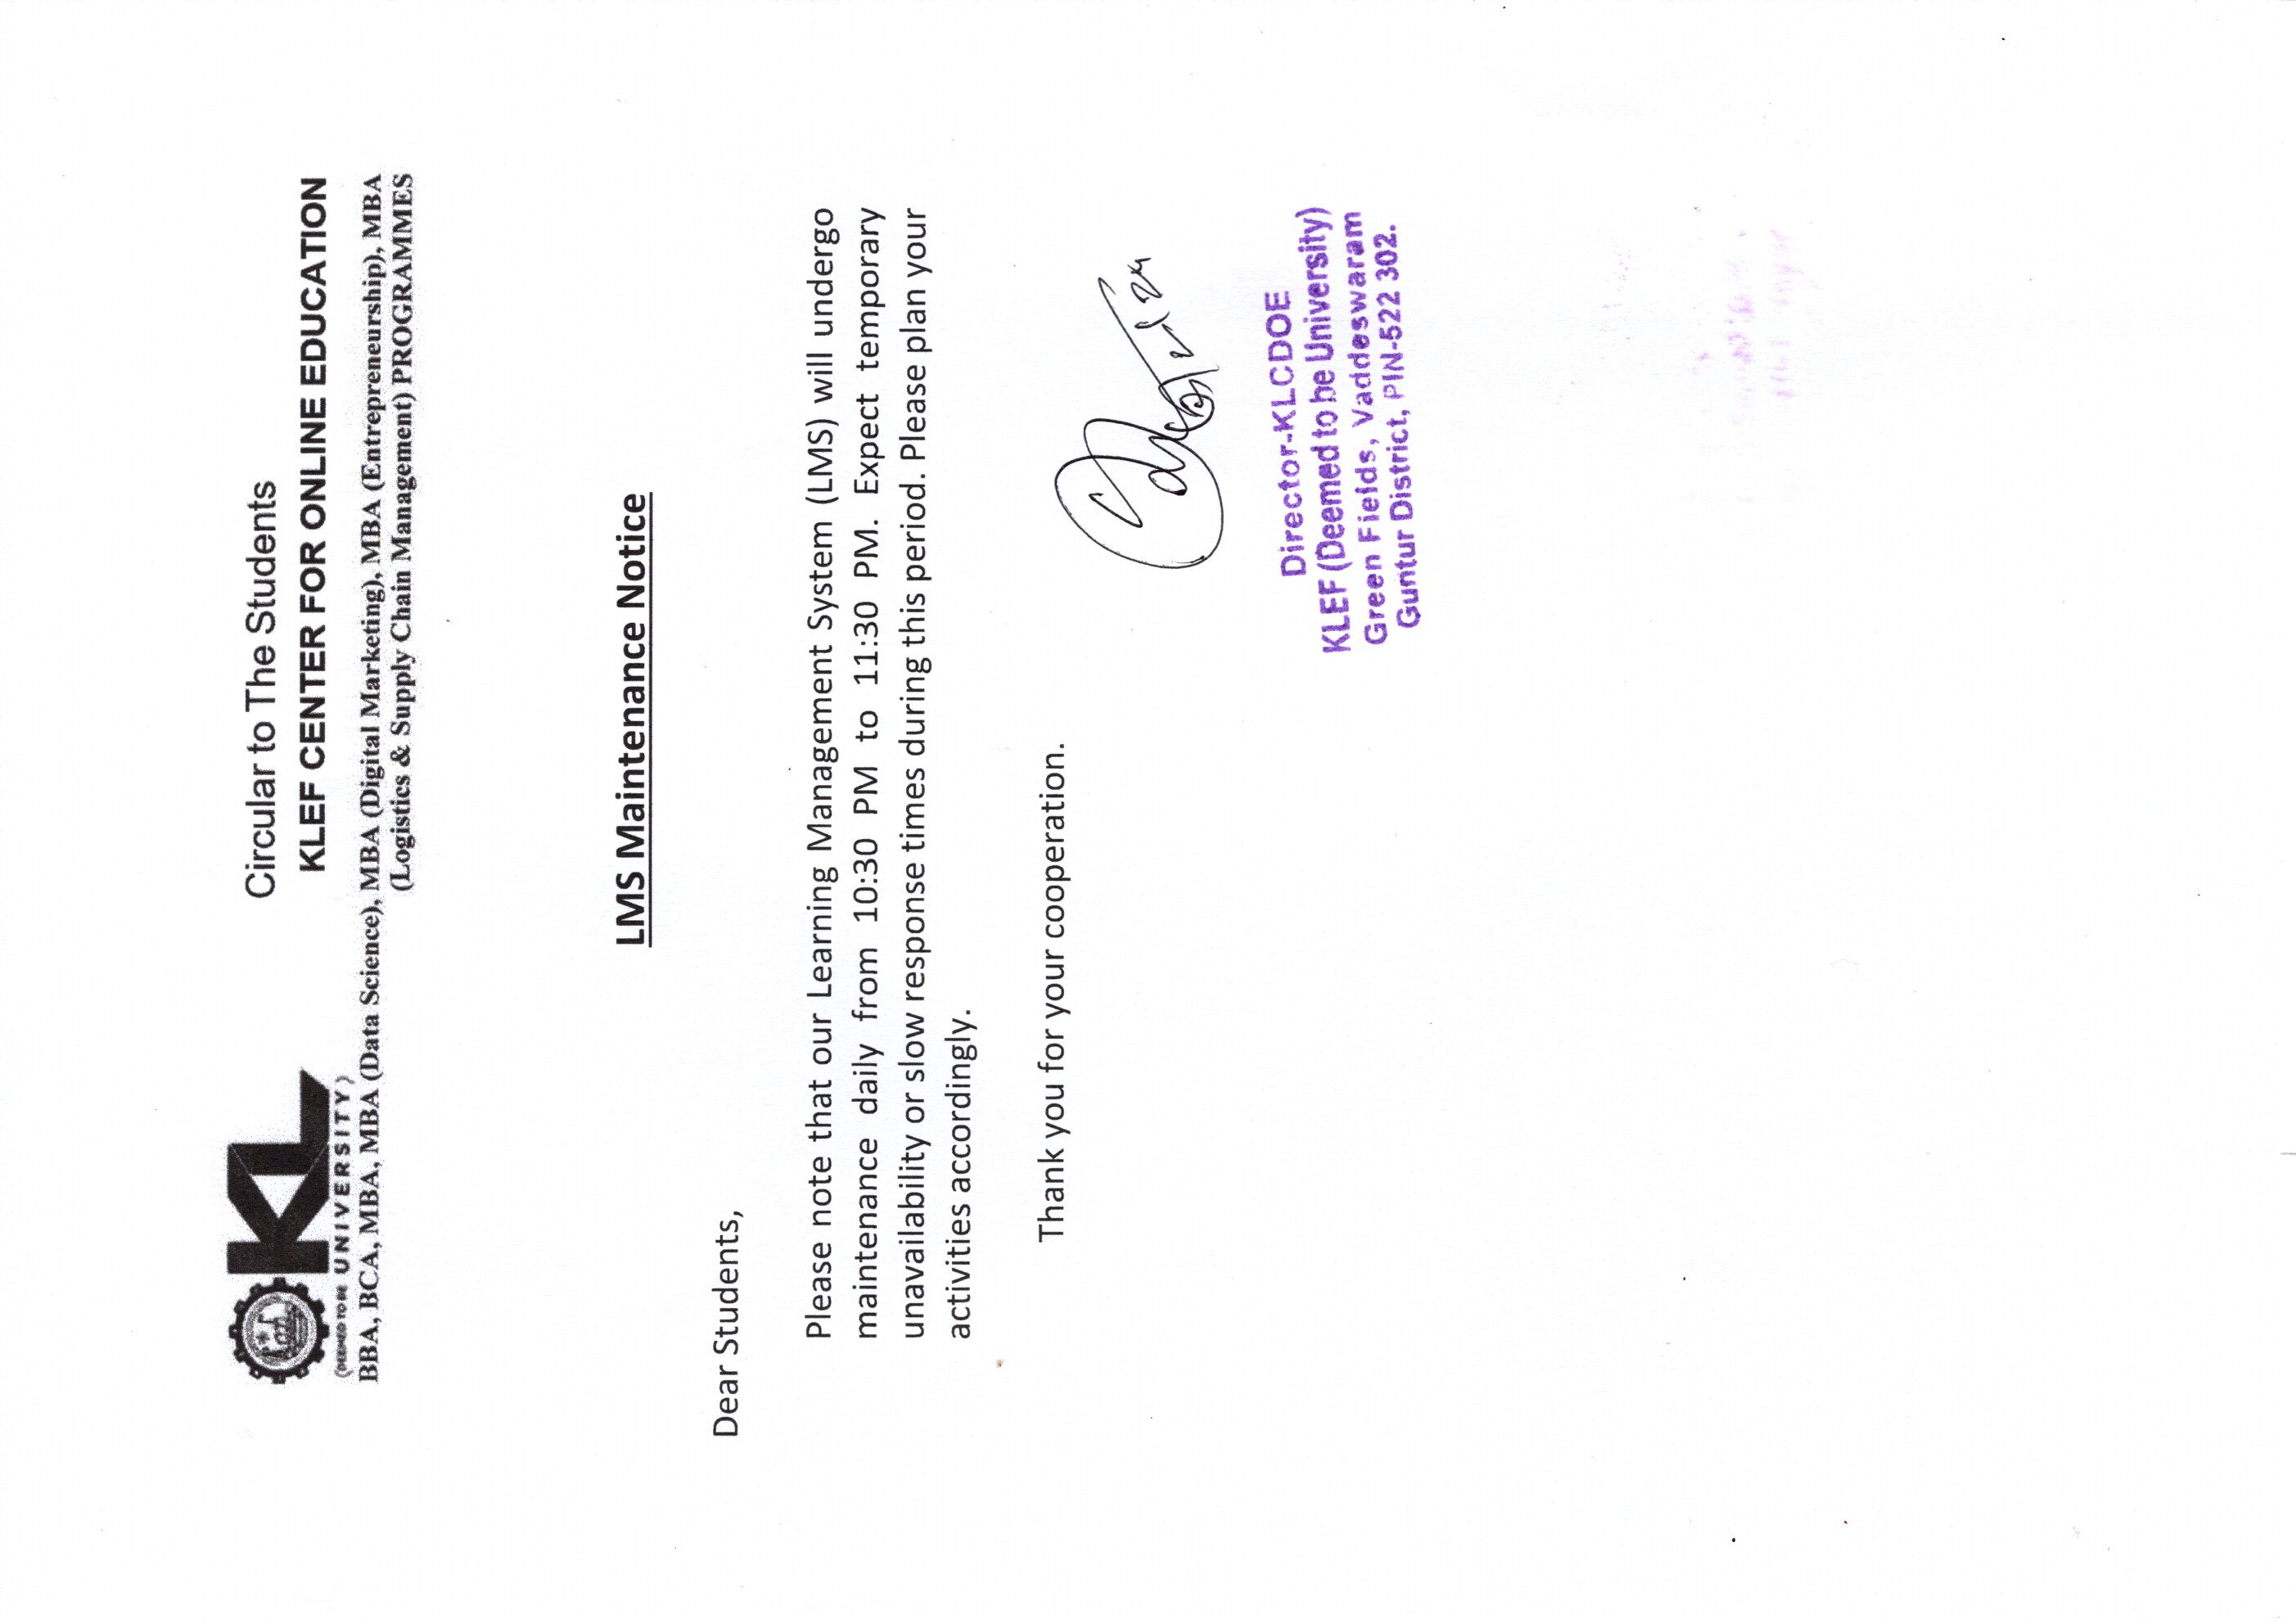 KL
(DEEMED TO BE UNIVERSITY)
Circular to The Students
KLEF CENTER FOR ONLINE EDUCATION
BBA, BCA, MBA, MBA (Data Science), MBA (Digital Marketing), MBA (Entrepreneurship), MBA
(Logistics & Supply Chain Management) PROGRAMMES
LMS Maintenance Notice
Dear Students,
Please note that our Learning Management System (LMS) will undergo
maintenance daily from 10:30 PM to 11:30 PM. Expect temporary
unavailability or slow response times during this period. Please plan your
activities accordingly.
Thank you for your cooperation.
Director-KLCDOE
KLEF (Deemed to be University)
Green Fields, Vaddeswaram
Guntur District, PIN-522 302.